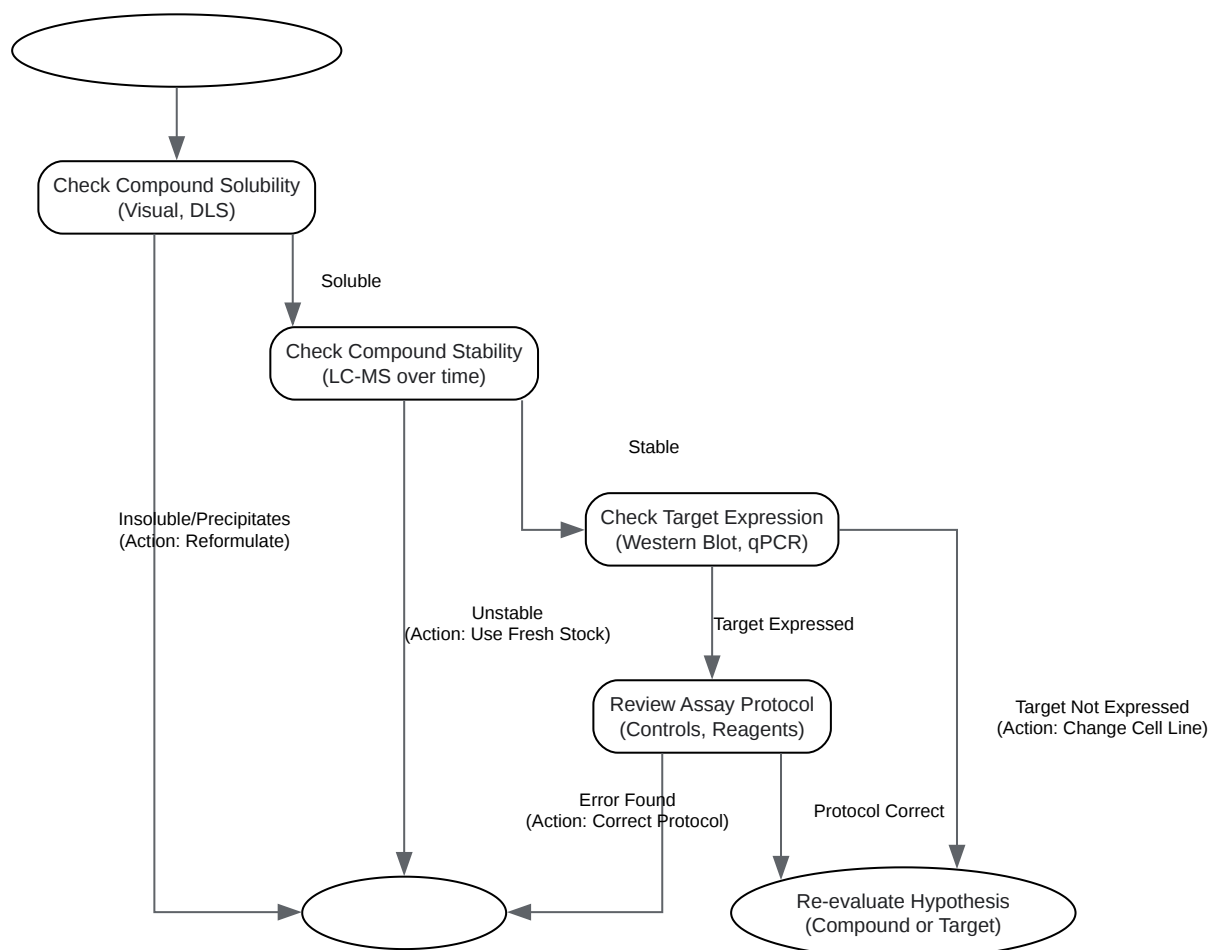 Check Compound Solubility
(Visual, DLS)
Soluble
Check Compound Stability
(LC-MS over time)
Stable
Insoluble/Precipitates
(Action: Reformulate)
Check Target Expression
(Western Blot, qPCR)
Unstable
(Action: Use Fresh Stock)
Target Expressed
Review Assay Protocol
(Controls, Reagents)
Target Not Expressed
(Action: Change Cell Line)
Error Found
(Action: Correct Protocol)
Protocol Correct
Re-evaluate Hypothesis
(Compound or Target)